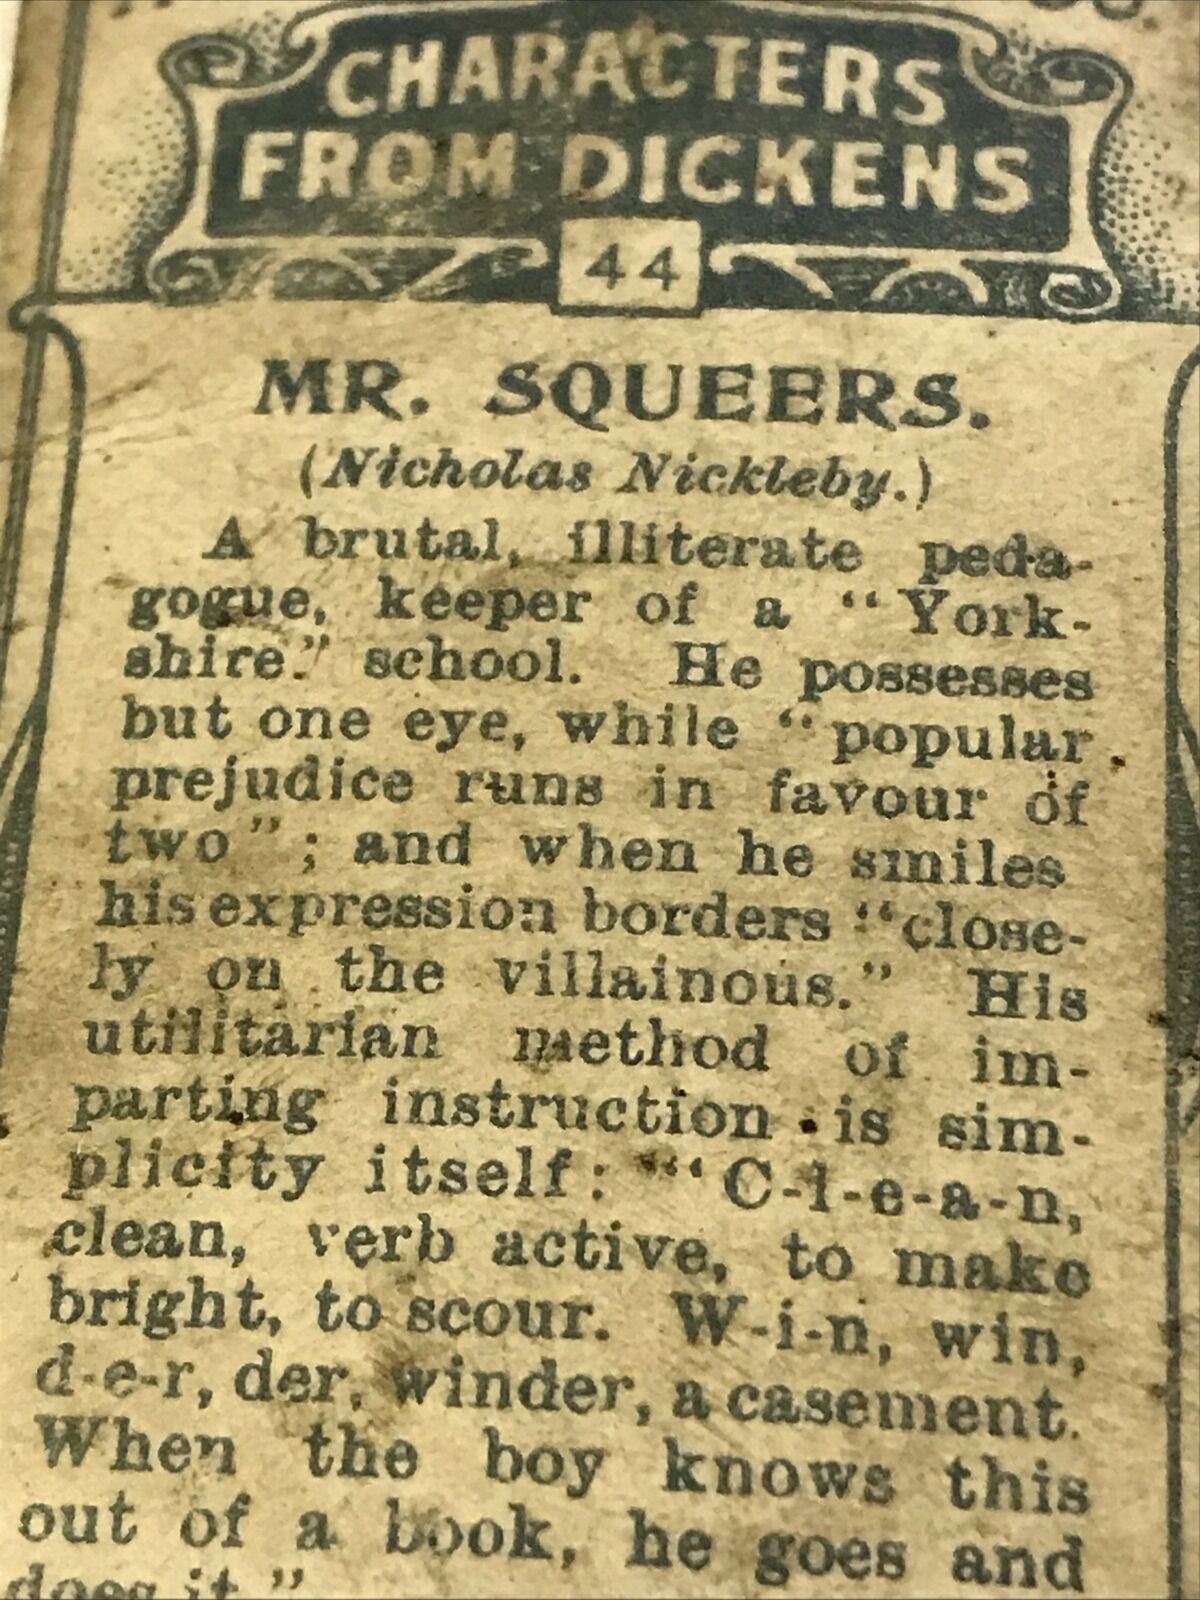 CHARACTERS
FROM DICKENS
44
MR. SQUEERS.
(Nicholas Nickleby.)
A brutal, illiterate peda-
gogue, keeper of a "York-
shire" school. He possesses
but one eye, while "popular
prejudice runs in favour of
two"; and when he smiles
his expression borders "close-
ly on the villainous." His
utilitarian method of im-
parting instruction is sim-
plicity itself: "C-l-e-a-n,
clean, verb active, to make
bright, to scour. W-i-n, win,
d-e-r, der, winder, a casement.
When the boy knows this
out of a book, he goes and
does it."